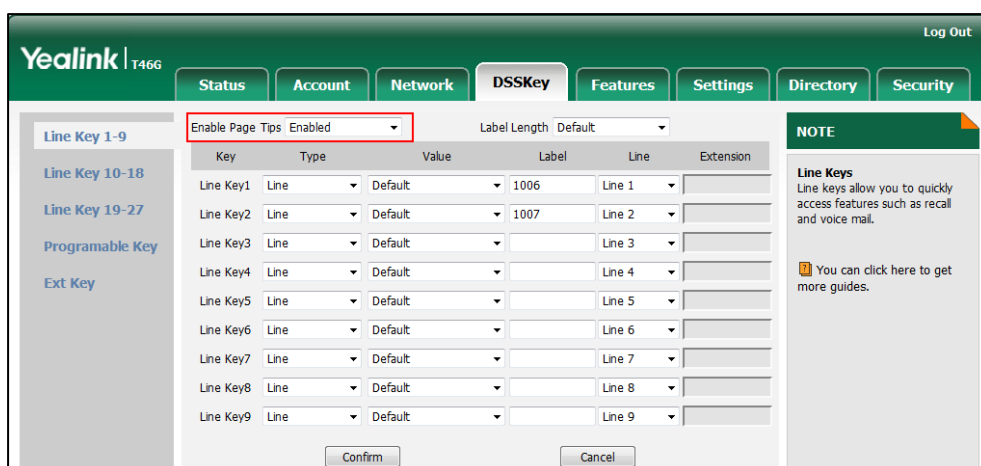 Log Out
Yealink | T46G
Status Account Network DSSKey Features Settings Directory Security
Line Key 1-9
Line Key 10-18
Line Key 19-27
Programable Key
Ext Key
Enable Page Tips Enabled Label Length Default
Key Type Value Label Line Extension
Line Key1 Line Default 1006 Line 1
Line Key2 Line Default 1007 Line 2
Line Key3 Line Default Line 3
Line Key4 Line Default Line 4
Line Key5 Line Default Line 5
Line Key6 Line Default Line 6
Line Key7 Line Default Line 7
Line Key8 Line Default Line 8
Line Key9 Line Default Line 9
Confirm Cancel
NOTE
Line Keys
Line keys allow you to quickly
access features such as recall
and voice mail.
? You can click here to get
more guides.